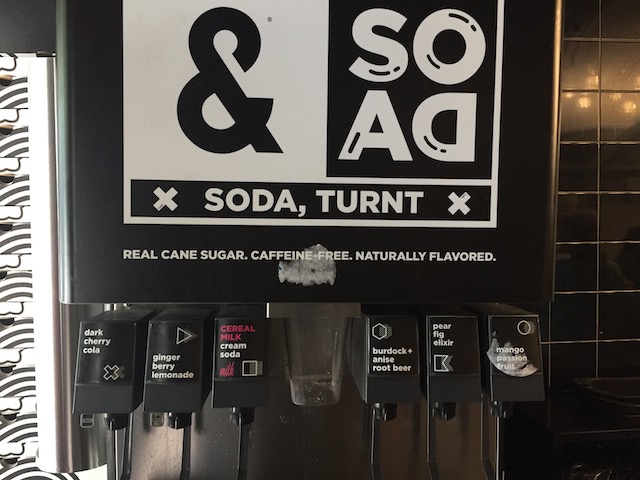 &
SO
DA
SODA, TURNT
REAL CANE SUGAR. CAFFEINE-FREE. NATURALLY FLAVORED.
dark
cherry
cola
ginger
berry
lemonade
CEREAL
MILK
cream
soda
milk
burdock+
anise
root beer
pear
fig
elixir
mango
passion
fruit